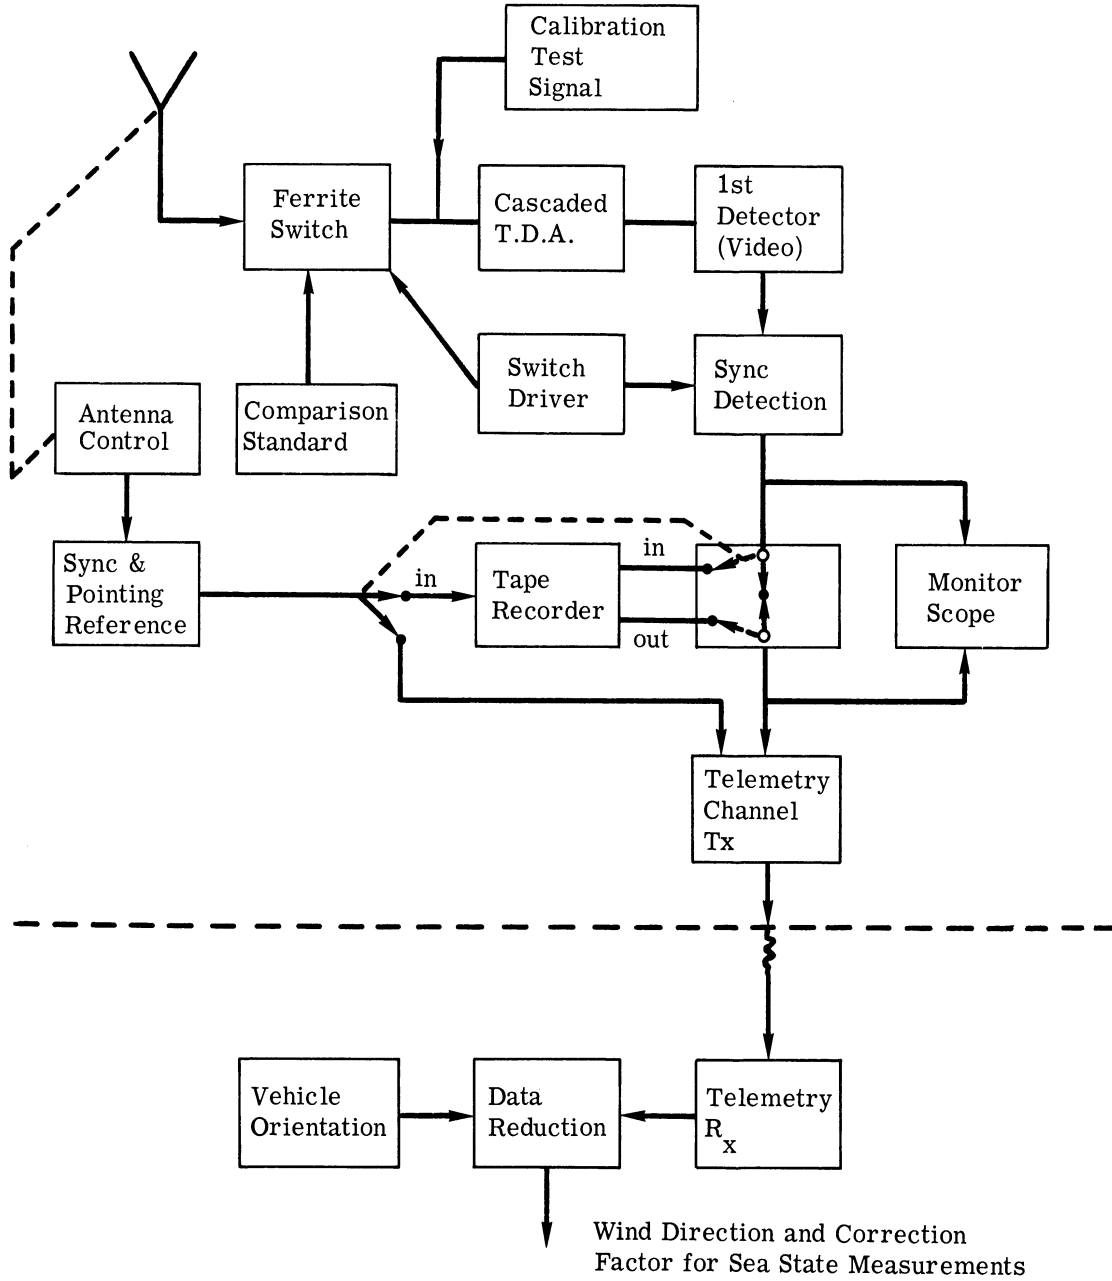 Calibration
Test
Signal
Ferrite
Switch
Cascaded
T.D.A.
1st
Detector
(Video)
Switch
Driver
Sync
Detection
Antenna
Control
Comparison
Standard
Sync &
Pointing
Reference
in
Tape
Recorder
in
out
Monitor
Scope
Telemetry
Channel
Tx
Vehicle
Orientation
Data
Reduction
Telemetry
Rx
Wind Direction and Correction
Factor for Sea State Measurements